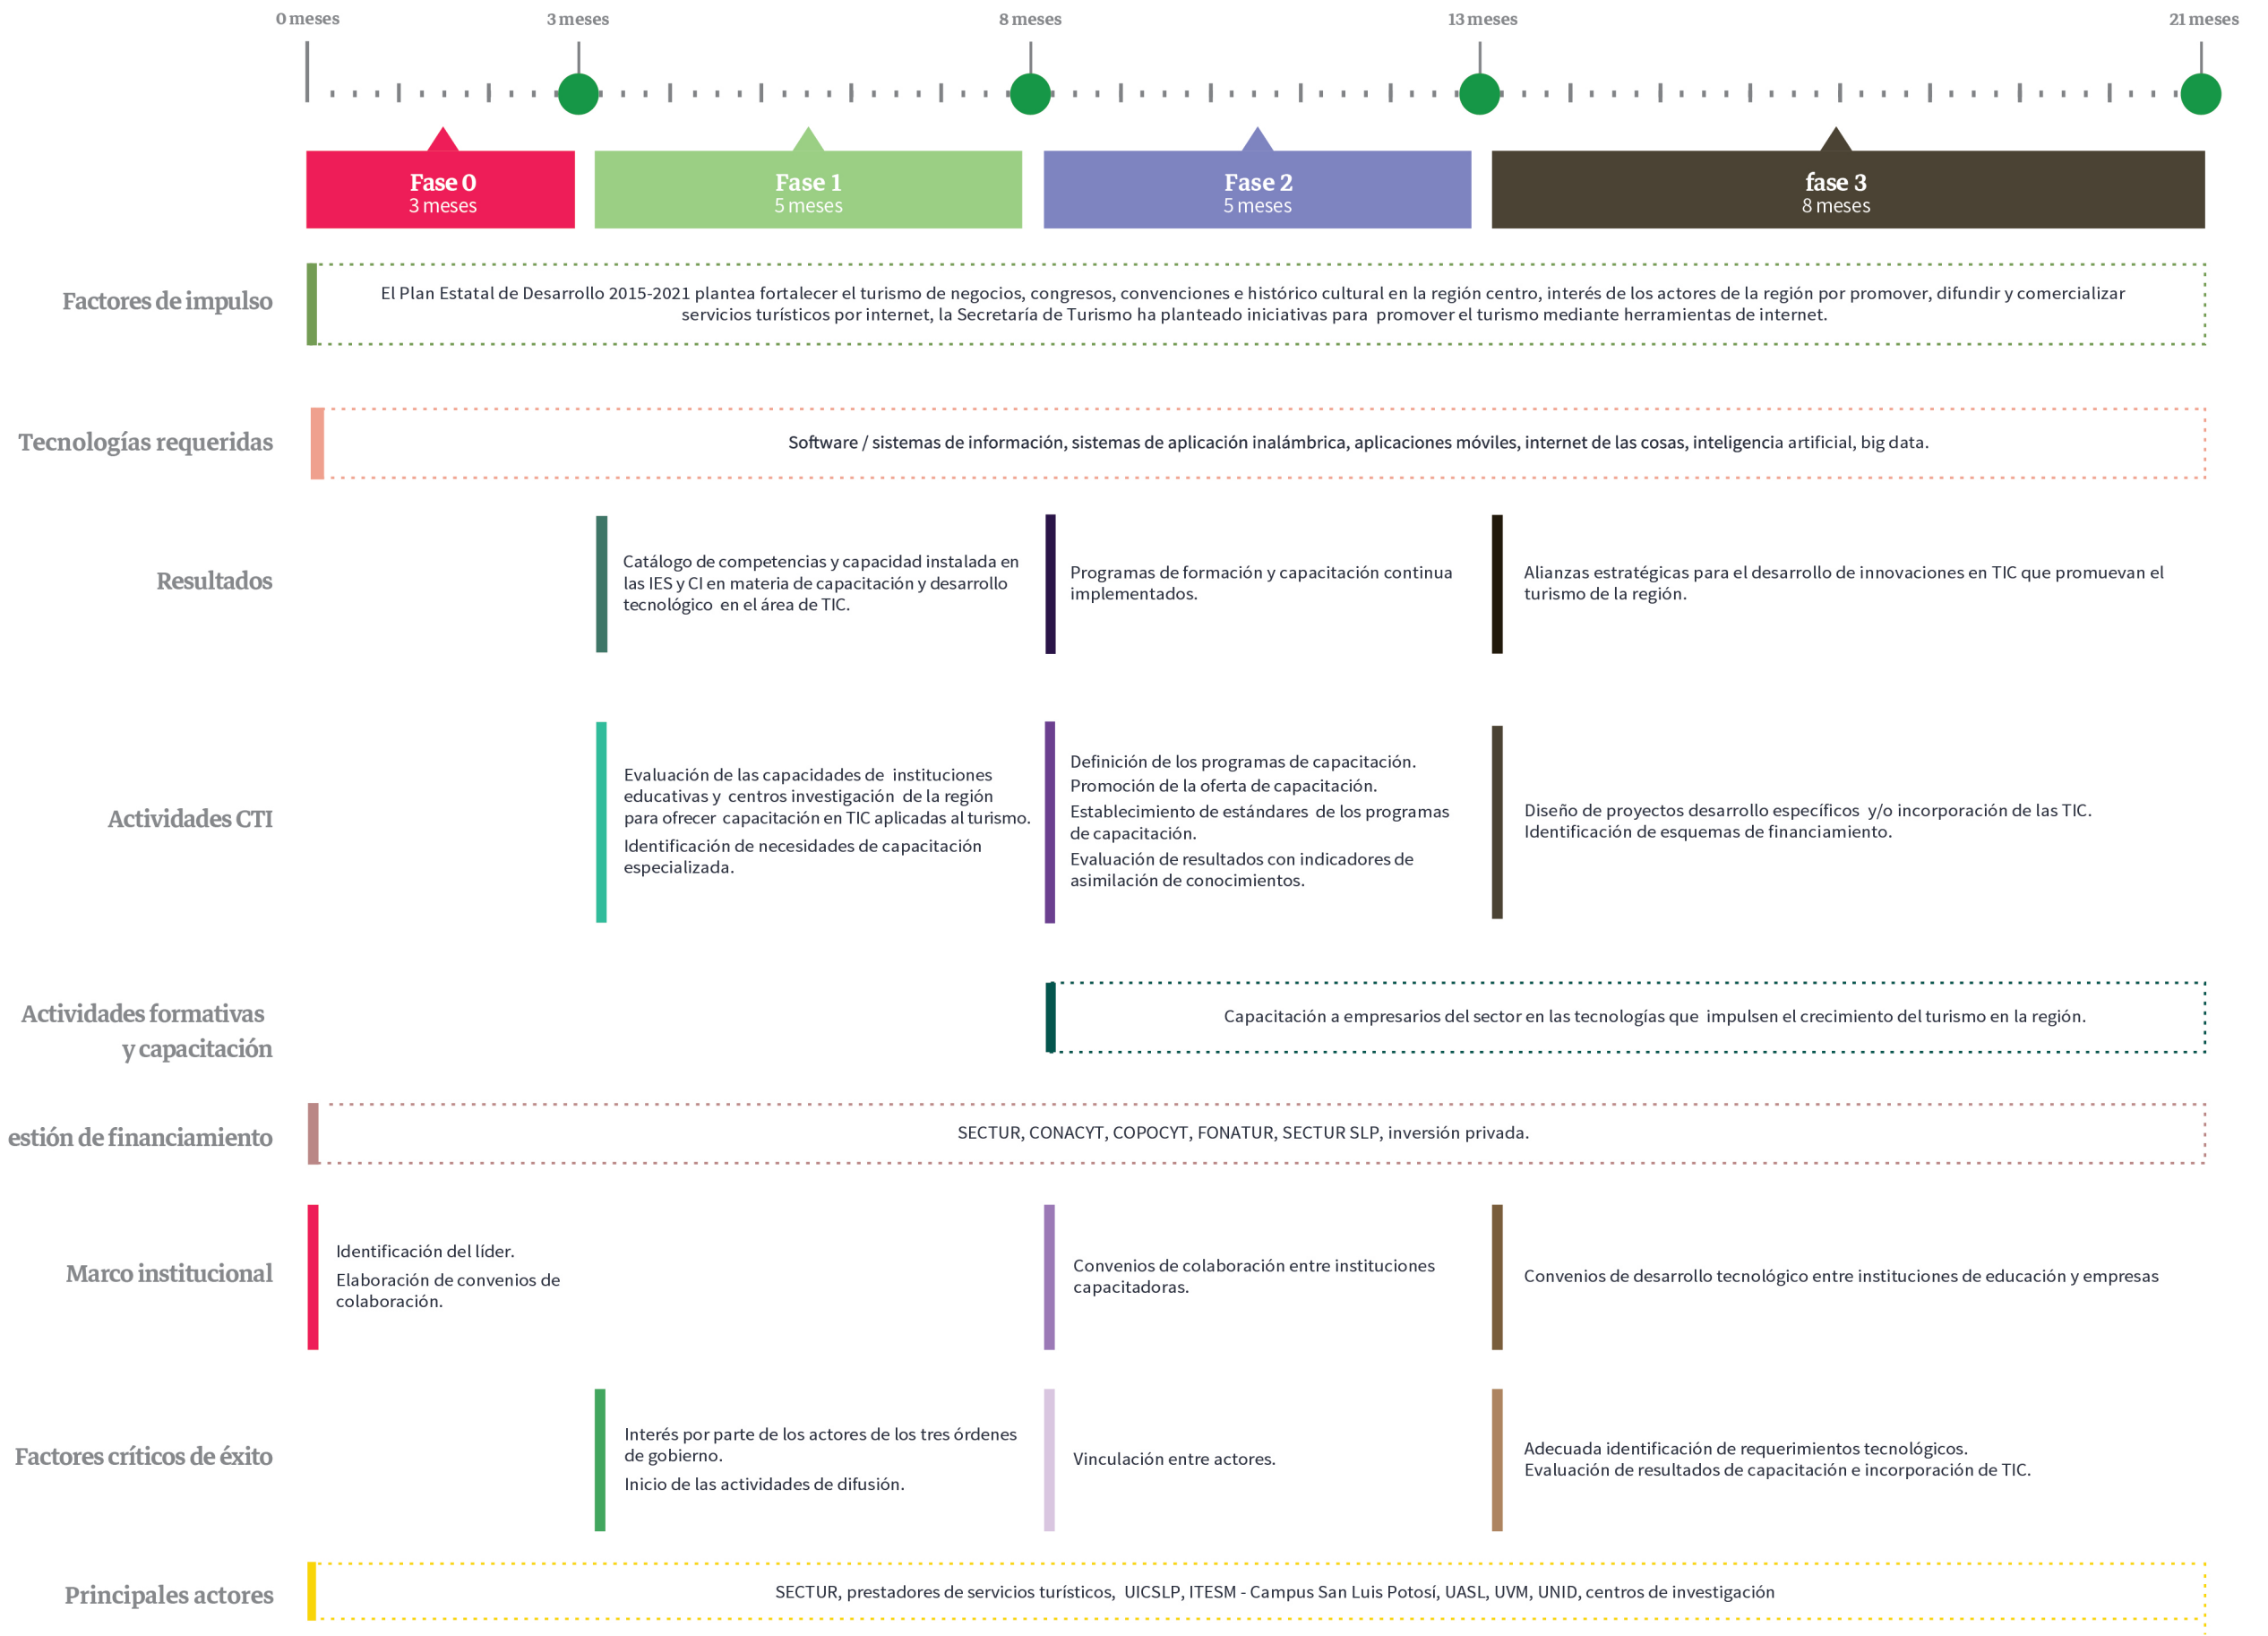 0 meses
3 meses
8 meses
13 meses
21 meses
Fase 0
3 meses
Fase 1
5 meses
Fase 2
5 meses
fase 3
8 meses
Factores de impulso
El Plan Estatal de Desarrollo 2015-2021 plantea fortalecer el turismo de negocios, congresos, convenciones e histórico cultural en la región centro, interés de los actores de la región por promover, difundir y comercializar
servicios turísticos por internet, la Secretaría de Turismo ha planteado iniciativas para promover el turismo mediante herramientas de internet.
Tecnologías requeridas
Software / sistemas de información, sistemas de aplicación inalámbrica, aplicaciones móviles, internet de las cosas, inteligencia artificial, big data.
Resultados
Catálogo de competencias y capacidad instalada en
las IES y CI en materia de capacitación y desarrollo
tecnológico en el área de TIC.
Programas de formación y capacitación continua
implementados.
Alianzas estratégicas para el desarrollo de innovaciones en TIC que promuevan el
turismo de la región.
Actividades CTI
Evaluación de las capacidades de instituciones
educativas y centros investigación de la región
para ofrecer capacitación en TIC aplicadas al turismo.
Identificación de necesidades de capacitación
especializada.
Definición de los programas de capacitación.
Promoción de la oferta de capacitación.
Establecimiento de estándares de los programas
de capacitación.
Evaluación de resultados con indicadores de
asimilación de conocimientos.
Diseño de proyectos desarrollo específicos y/o incorporación de las TIC.
Identificación de esquemas de financiamiento.
Actividades formativas
y capacitación
Capacitación a empresarios del sector en las tecnologías que impulsen el crecimiento del turismo en la región.
estión de financiamiento
SECTUR, CONACYT, COPOCYT, FONATUR, SECTUR SLP, inversión privada.
Marco institucional
Identificación del líder.
Elaboración de convenios de
colaboración.
Convenios de colaboración entre instituciones
capacitadoras.
Convenios de desarrollo tecnológico entre instituciones de educación y empresas
Factores críticos de éxito
Interés por parte de los actores de los tres órdenes
de gobierno.
Inicio de las actividades de difusión.
Vinculación entre actores.
Adecuada identificación de requerimientos tecnológicos.
Evaluación de resultados de capacitación e incorporación de TIC.
Principales actores
SECTUR, prestadores de servicios turísticos, UICSLP, ITESM - Campus San Luis Potosí, UASL, UVM, UNID, centros de investigación